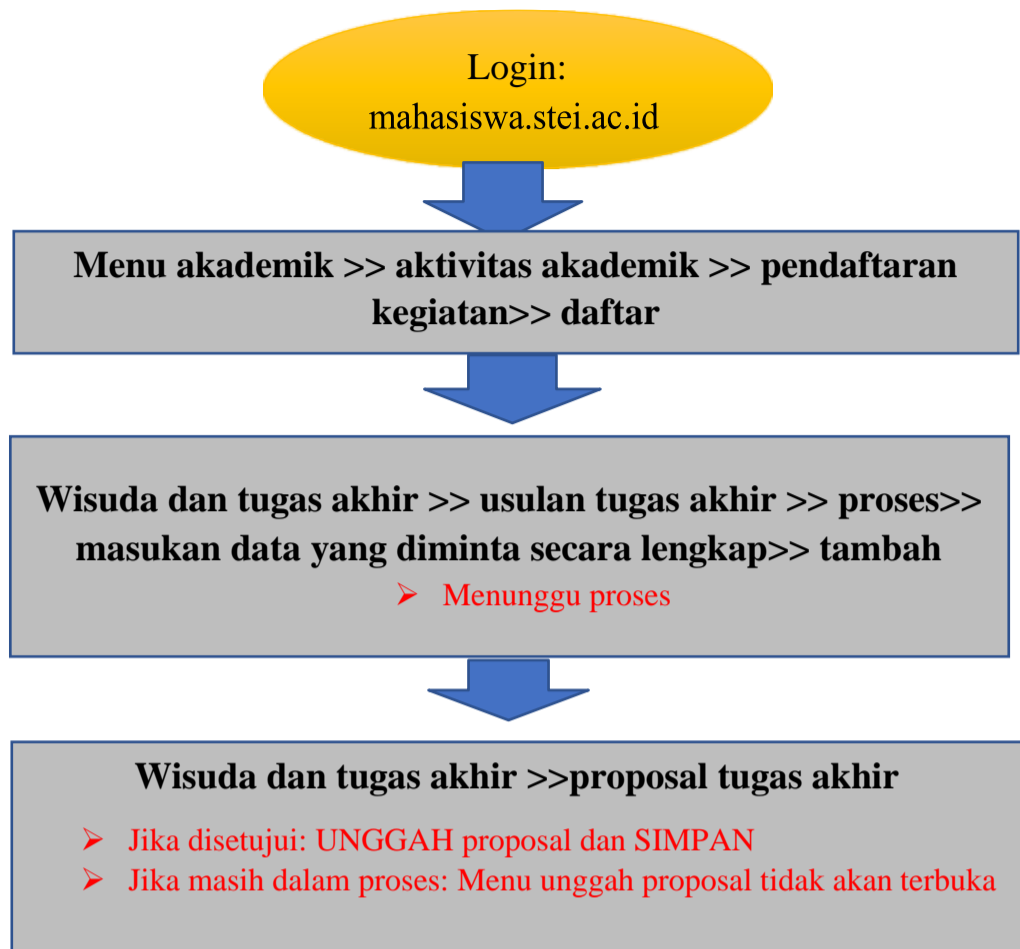 Login:
mahasiswa.stei.ac.id
Menu akademik >> aktivitas akademik >> pendaftaran
kegiatan>> daftar
Wisuda dan tugas akhir >> usulan tugas akhir >> proses>>
masukan data yang diminta secara lengkap>> tambah
➢ Menunggu proses
Wisuda dan tugas akhir >>proposal tugas akhir
➢ Jika disetujui: UNGGAH proposal dan SIMPAN
➢ Jika masih dalam proses: Menu unggah proposal tidak akan terbuka